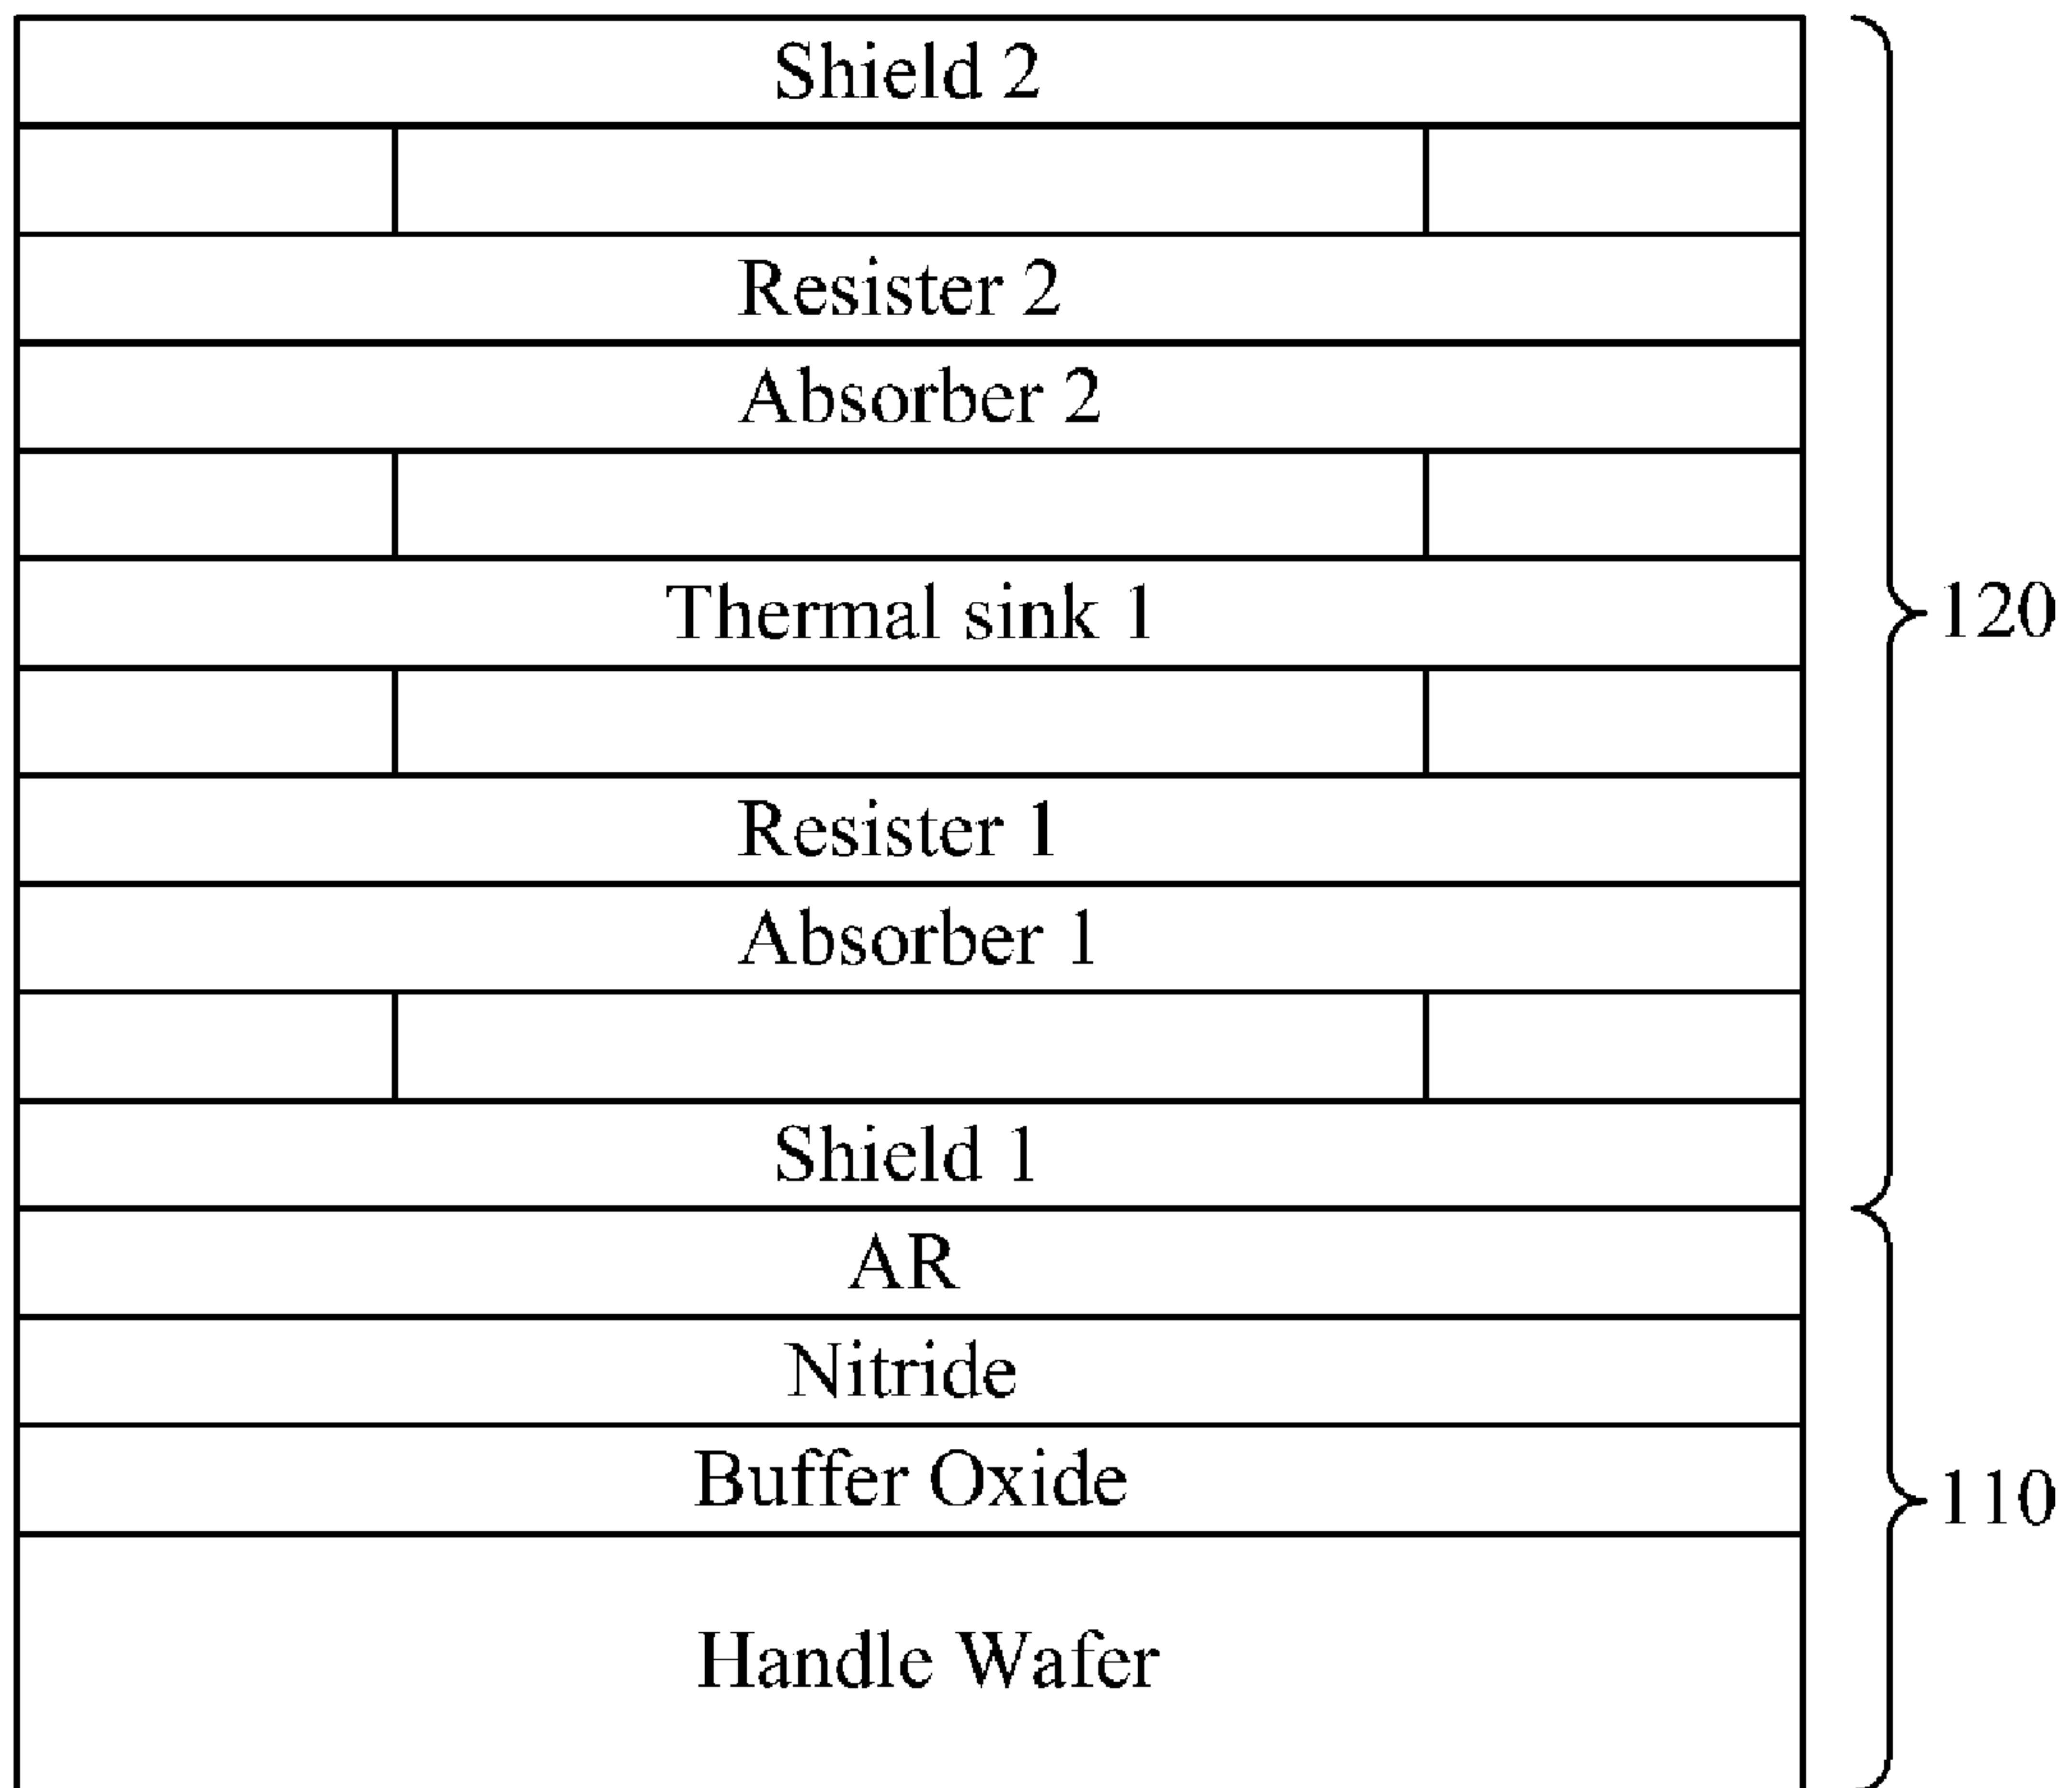 Shield 2
Resister 2
Absorber 2
Thermal sink 1
120
Resister 1
Absorber 1
Shield 1
AR
Nitride
Buffer Oxide
110
Handle Wafer